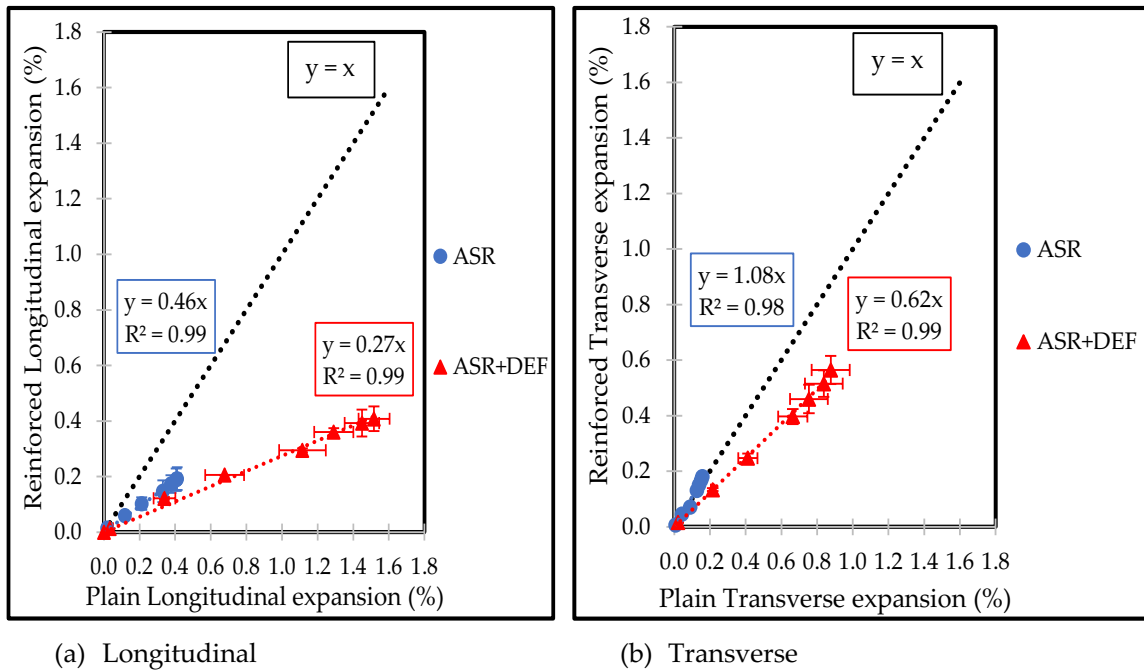 Reinforced Longitudinal expansion (%)
1.8
1.6
1.4
1.2
1.0
0.8
0.6
0.4
0.2
0.0
y = x
y = 0.46x
R² = 0.99
y = 0.27x
R² = 0.99
0.0 0.2 0.4 0.6 0.8 1.0 1.2 1.4 1.6 1.8
Plain Longitudinal expansion (%)
ASR
ASR+DEF
(a) Longitudinal
Reinforced Transverse expansion (%)
1.8
1.6
1.4
1.2
1.0
0.8
0.6
0.4
0.2
0.0
y = x
y = 1.08x
R² = 0.98
y = 0.62x
R² = 0.99
0.0 0.2 0.4 0.6 0.8 1.0 1.2 1.4 1.6 1.8
Plain Transverse expansion (%)
ASR
ASR+DEF
(b) Transverse